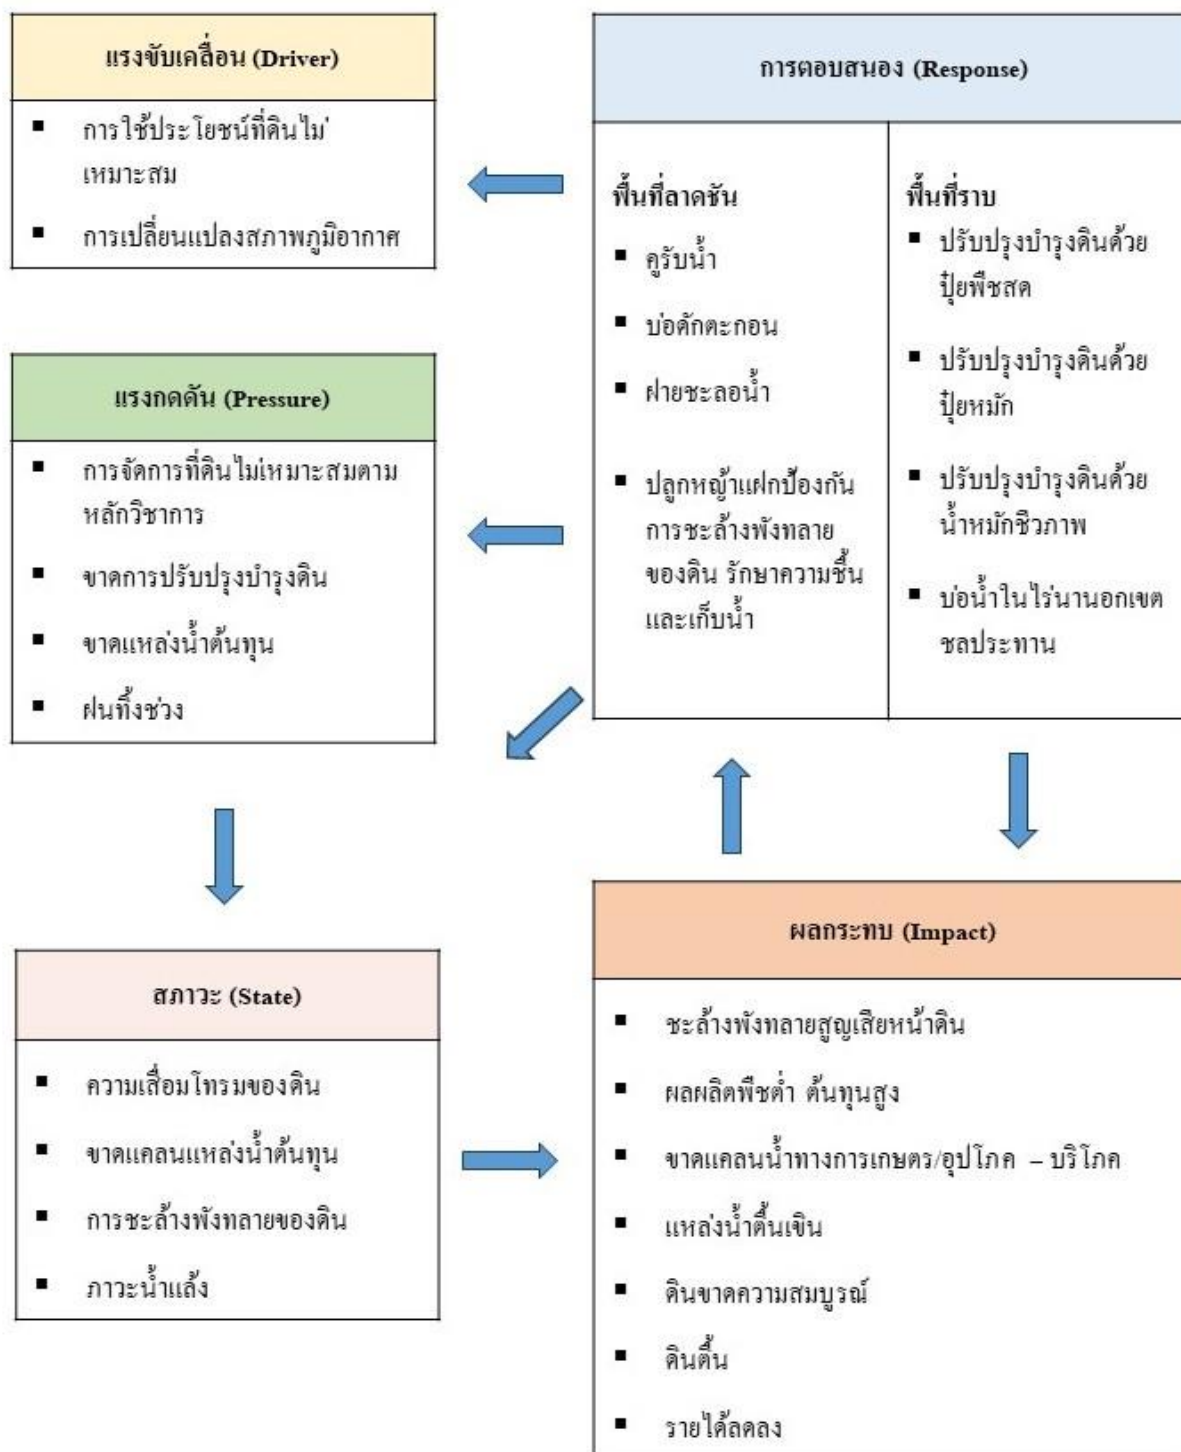 แรงขับเคลื่อน (Driver)
▪ การใช้ประโยชน์ที่ดินไม่
เหมาะสม
▪ การเปลี่ยนแปลงสภาพภูมิอากาศ
แรงกดดัน (Pressure)
▪ การจัดการที่ดินไม่เหมาะสมตาม
หลักวิชาการ
▪ ขาดการปรับปรุงบำรุงดิน
▪ ขาดแหล่งน้ำต้นทุน
▪ ฝนทิ้งช่วง
สภาวะ (State)
▪ ความเสื่อมโทรมของดิน
▪ ขาดแคลนแหล่งน้ำต้นทุน
▪ การชะล้างพังทลายของดิน
▪ ภาวะน้ำแล้ง
การตอบสนอง (Response)
พื้นที่ลาดชัน
▪ คูรับน้ำ
▪ บ่อดักตะกอน
▪ ฝายชะลอน้ำ
▪ ปลูกหญ้าแฝกป้องกัน
การชะล้างพังทลาย
ของดิน รักษาความชื้น
และเก็บน้ำ
พื้นที่ราบ
▪ ปรับปรุงบำรุงดินด้วย
ปุ๋ยพืชสด
▪ ปรับปรุงบำรุงดินด้วย
ปุ๋ยหมัก
▪ ปรับปรุงบำรุงดินด้วย
น้ำหมักชีวภาพ
▪ บ่อน้ำในไร่นานอกเขต
ชลประทาน
ผลกระทบ (Impact)
▪ ชะล้างพังทลายสูญเสียหน้าดิน
▪ ผลผลิตพืชต่ำ ต้นทุนสูง
▪ ขาดแคลนน้ำทางการเกษตร/อุปโภค – บริโภค
▪ แหล่งน้ำตื้นเขิน
▪ ดินขาดความสมบูรณ์
▪ ดินตื้น
▪ รายได้ลดลง